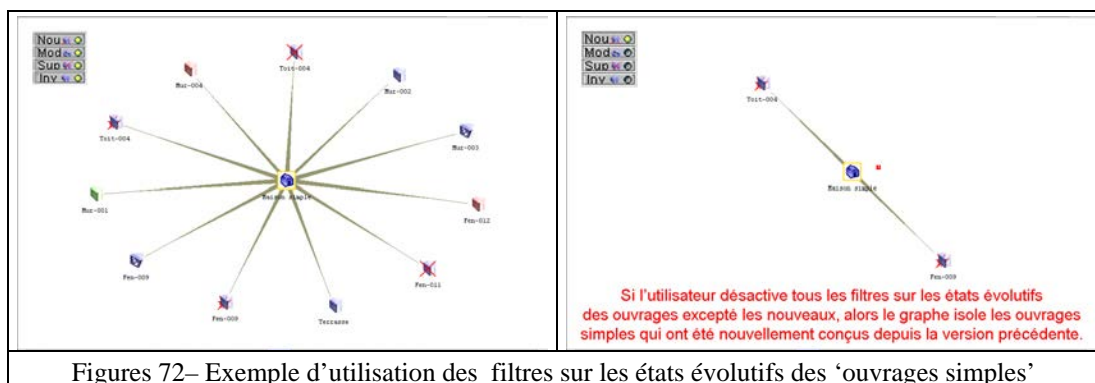 Nou
Mod
Sup
Inv
Toit-004
Mur-004
Mur-002
Toit-004
Mur-003
Maison simple
Mur-001
Fen-012
Fen-009
Fen-011
Fen-009
Terrasse
Nou
Mod
Sup
Inv
Toit-004
Maison simple
Fen-009
Si l'utilisateur désactive tous les filtres sur les états évolutifs
des ouvrages excepté les nouveaux, alors le graphe isole les ouvrages
simples qui ont été nouvellement conçus depuis la version précédente.
Figures 72– Exemple d'utilisation des filtres sur les états évolutifs des 'ouvrages simples'